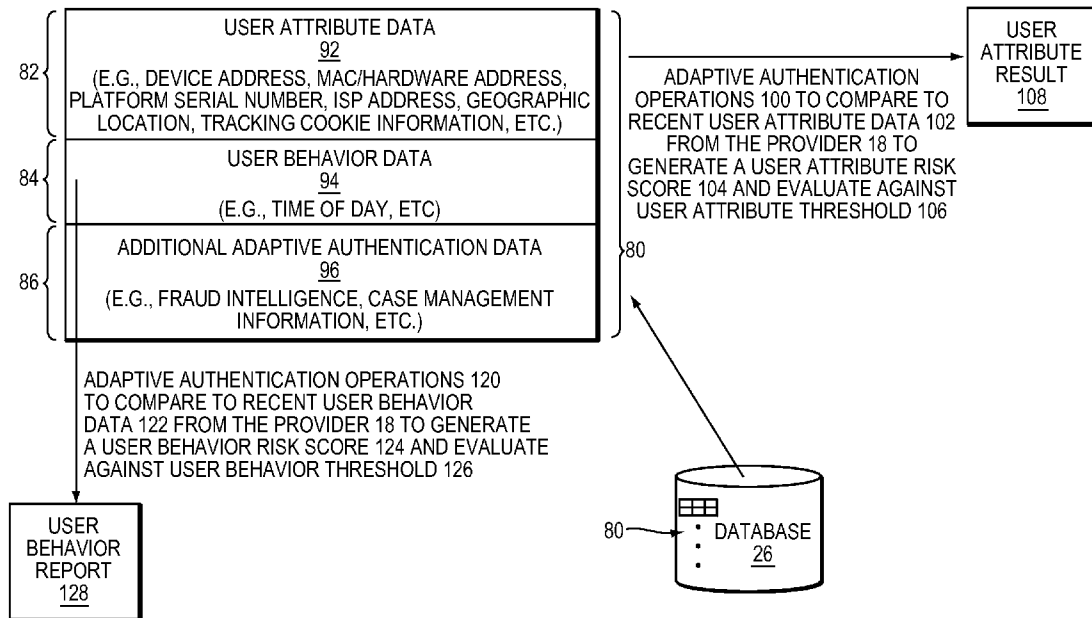 82
USER ATTRIBUTE DATA
92
(E.G., DEVICE ADDRESS, MAC/HARDWARE ADDRESS,
PLATFORM SERIAL NUMBER, ISP ADDRESS, GEOGRAPHIC
LOCATION, TRACKING COOKIE INFORMATION, ETC.)
84
USER BEHAVIOR DATA
94
(E.G., TIME OF DAY, ETC)
86
ADDITIONAL ADAPTIVE AUTHENTICATION DATA
96
(E.G., FRAUD INTELLIGENCE, CASE MANAGEMENT
INFORMATION, ETC.)
80
ADAPTIVE AUTHENTICATION
OPERATIONS 100 TO COMPARE TO
RECENT USER ATTRIBUTE DATA 102
FROM THE PROVIDER 18 TO
GENERATE A USER ATTRIBUTE RISK
SCORE 104 AND EVALUATE AGAINST
USER ATTRIBUTE THRESHOLD 106
USER
ATTRIBUTE
RESULT
108
ADAPTIVE AUTHENTICATION OPERATIONS 120
TO COMPARE TO RECENT USER BEHAVIOR
DATA 122 FROM THE PROVIDER 18 TO GENERATE
A USER BEHAVIOR RISK SCORE 124 AND EVALUATE
AGAINST USER BEHAVIOR THRESHOLD 126
USER
BEHAVIOR
REPORT
128
80
DATABASE
26